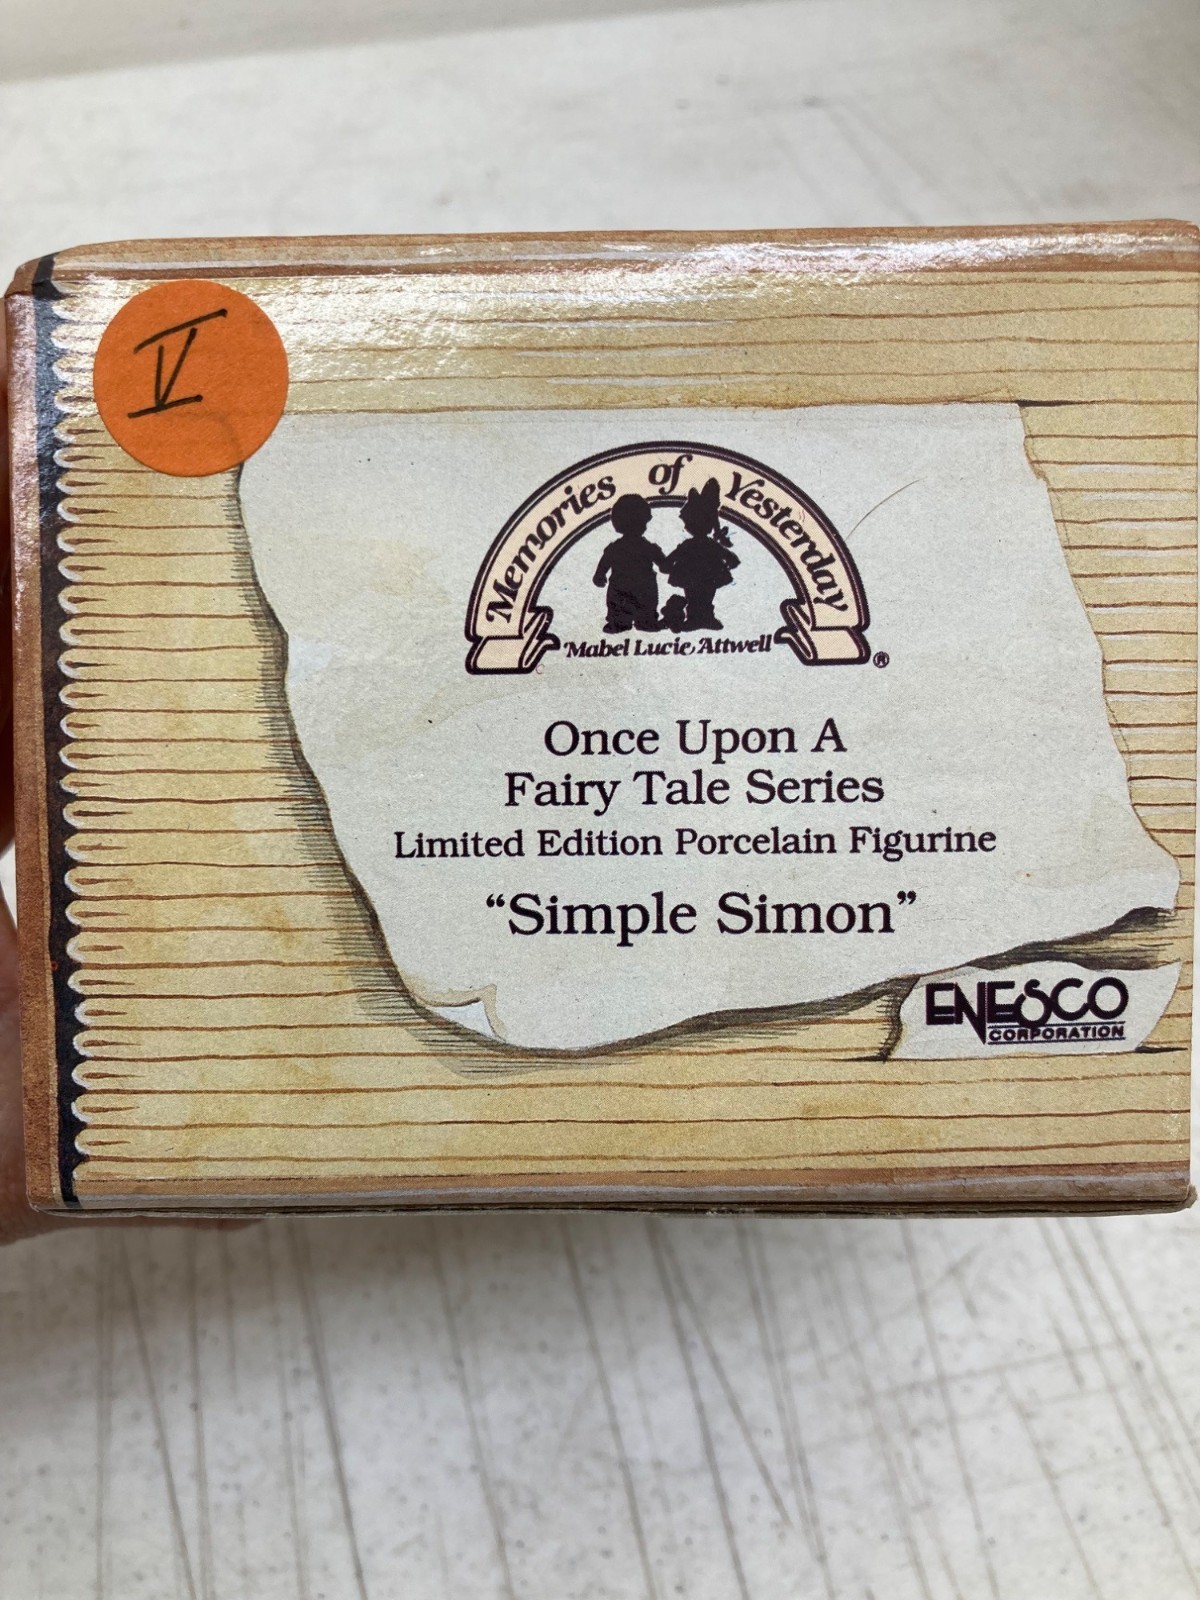 V
Memories of Yesterday
Mabel Lucie Attwell
®
Once Upon A
Fairy Tale Series
Limited Edition Porcelain Figurine
“Simple Simon”
ENESCO
CORPORATION